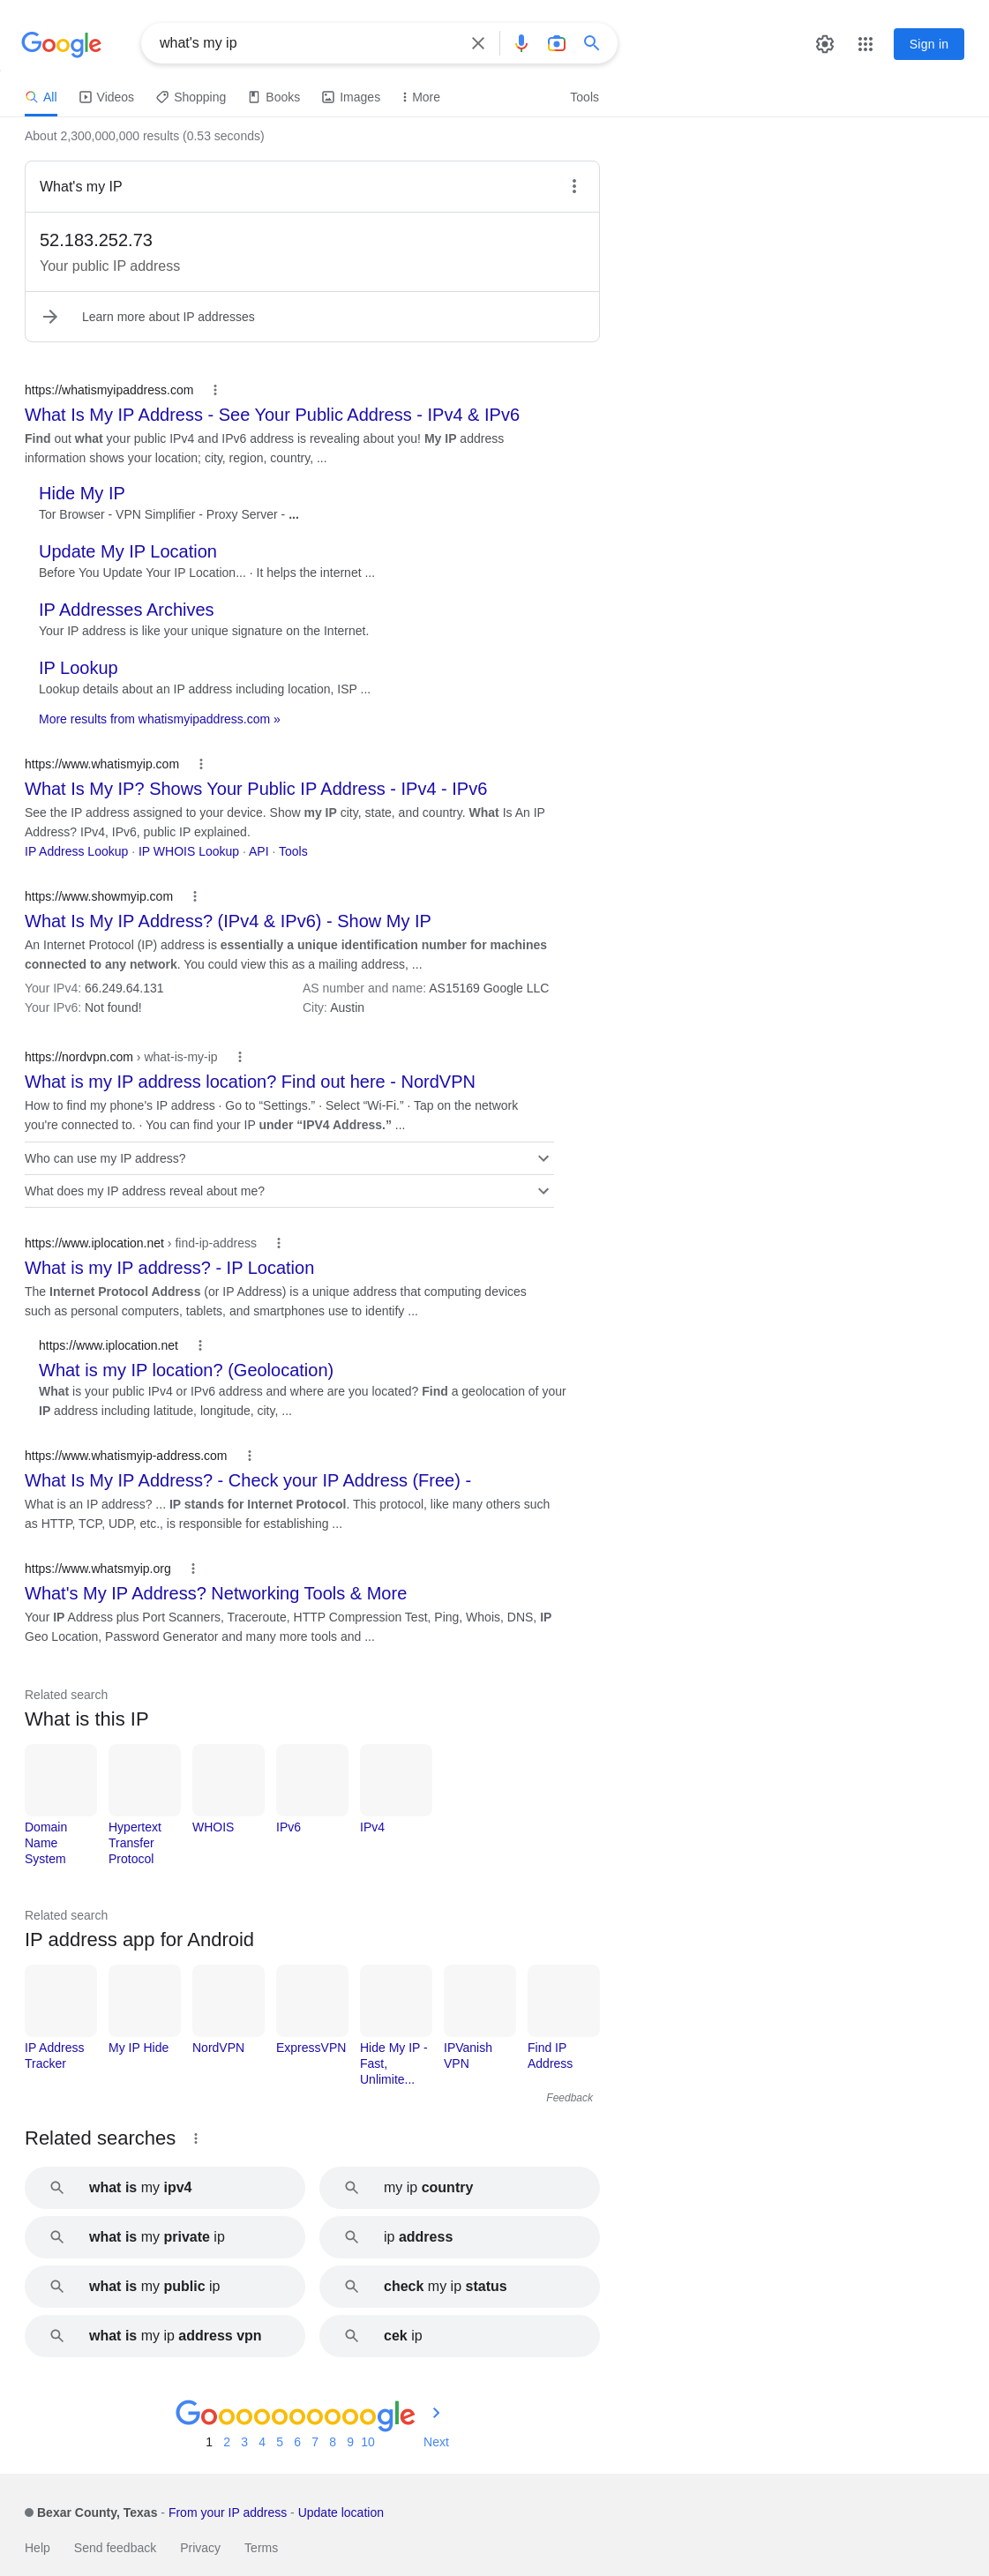 Google
what's my ip
Sign in
All
Videos
Shopping
Books
Images
More
Tools
About 2,300,000,000 results (0.53 seconds)
What's my IP
52.183.252.73
Your public IP address
Learn more about IP addresses
https://whatismyipaddress.com
What Is My IP Address - See Your Public Address - IPv4 & IPv6
Find out what your public IPv4 and IPv6 address is revealing about you! My IP address
information shows your location; city, region, country, ...
Hide My IP
Tor Browser - VPN Simplifier - Proxy Server - ...
Update My IP Location
Before You Update Your IP Location... · It helps the internet ...
IP Addresses Archives
Your IP address is like your unique signature on the Internet.
IP Lookup
Lookup details about an IP address including location, ISP ...
More results from whatismyipaddress.com »
https://www.whatismyip.com
What Is My IP? Shows Your Public IP Address - IPv4 - IPv6
See the IP address assigned to your device. Show my IP city, state, and country. What Is An IP
Address? IPv4, IPv6, public IP explained.
IP Address Lookup · IP WHOIS Lookup · API · Tools
https://www.showmyip.com
What Is My IP Address? (IPv4 & IPv6) - Show My IP
An Internet Protocol (IP) address is essentially a unique identification number for machines
connected to any network. You could view this as a mailing address, ...
Your IPv4: 66.249.64.131
AS number and name: AS15169 Google LLC
Your IPv6: Not found!
City: Austin
https://nordvpn.com › what-is-my-ip
What is my IP address location? Find out here - NordVPN
How to find my phone's IP address · Go to “Settings.” · Select “Wi-Fi.” · Tap on the network
you're connected to. · You can find your IP under “IPV4 Address.” ...
Who can use my IP address?
What does my IP address reveal about me?
https://www.iplocation.net › find-ip-address
What is my IP address? - IP Location
The Internet Protocol Address (or IP Address) is a unique address that computing devices
such as personal computers, tablets, and smartphones use to identify ...
https://www.iplocation.net
What is my IP location? (Geolocation)
What is your public IPv4 or IPv6 address and where are you located? Find a geolocation of your
IP address including latitude, longitude, city, ...
https://www.whatismyip-address.com
What Is My IP Address? - Check your IP Address (Free) -
What is an IP address? ... IP stands for Internet Protocol. This protocol, like many others such
as HTTP, TCP, UDP, etc., is responsible for establishing ...
https://www.whatsmyip.org
What's My IP Address? Networking Tools & More
Your IP Address plus Port Scanners, Traceroute, HTTP Compression Test, Ping, Whois, DNS, IP
Geo Location, Password Generator and many more tools and ...
Related search
What is this IP
Domain
Name
System
Hypertext
Transfer
Protocol
WHOIS
IPv6
IPv4
Related search
IP address app for Android
IP Address
Tracker
My IP Hide
NordVPN
ExpressVPN
Hide My IP -
Fast,
Unlimite...
IPVanish
VPN
Find IP
Address
Feedback
Related searches
what is my ipv4
my ip country
what is my private ip
ip address
what is my public ip
check my ip status
what is my ip address vpn
cek ip
Goooooooooogle
1 2 3 4 5 6 7 8 9 10 Next
Bexar County, Texas - From your IP address - Update location
Help Send feedback Privacy Terms